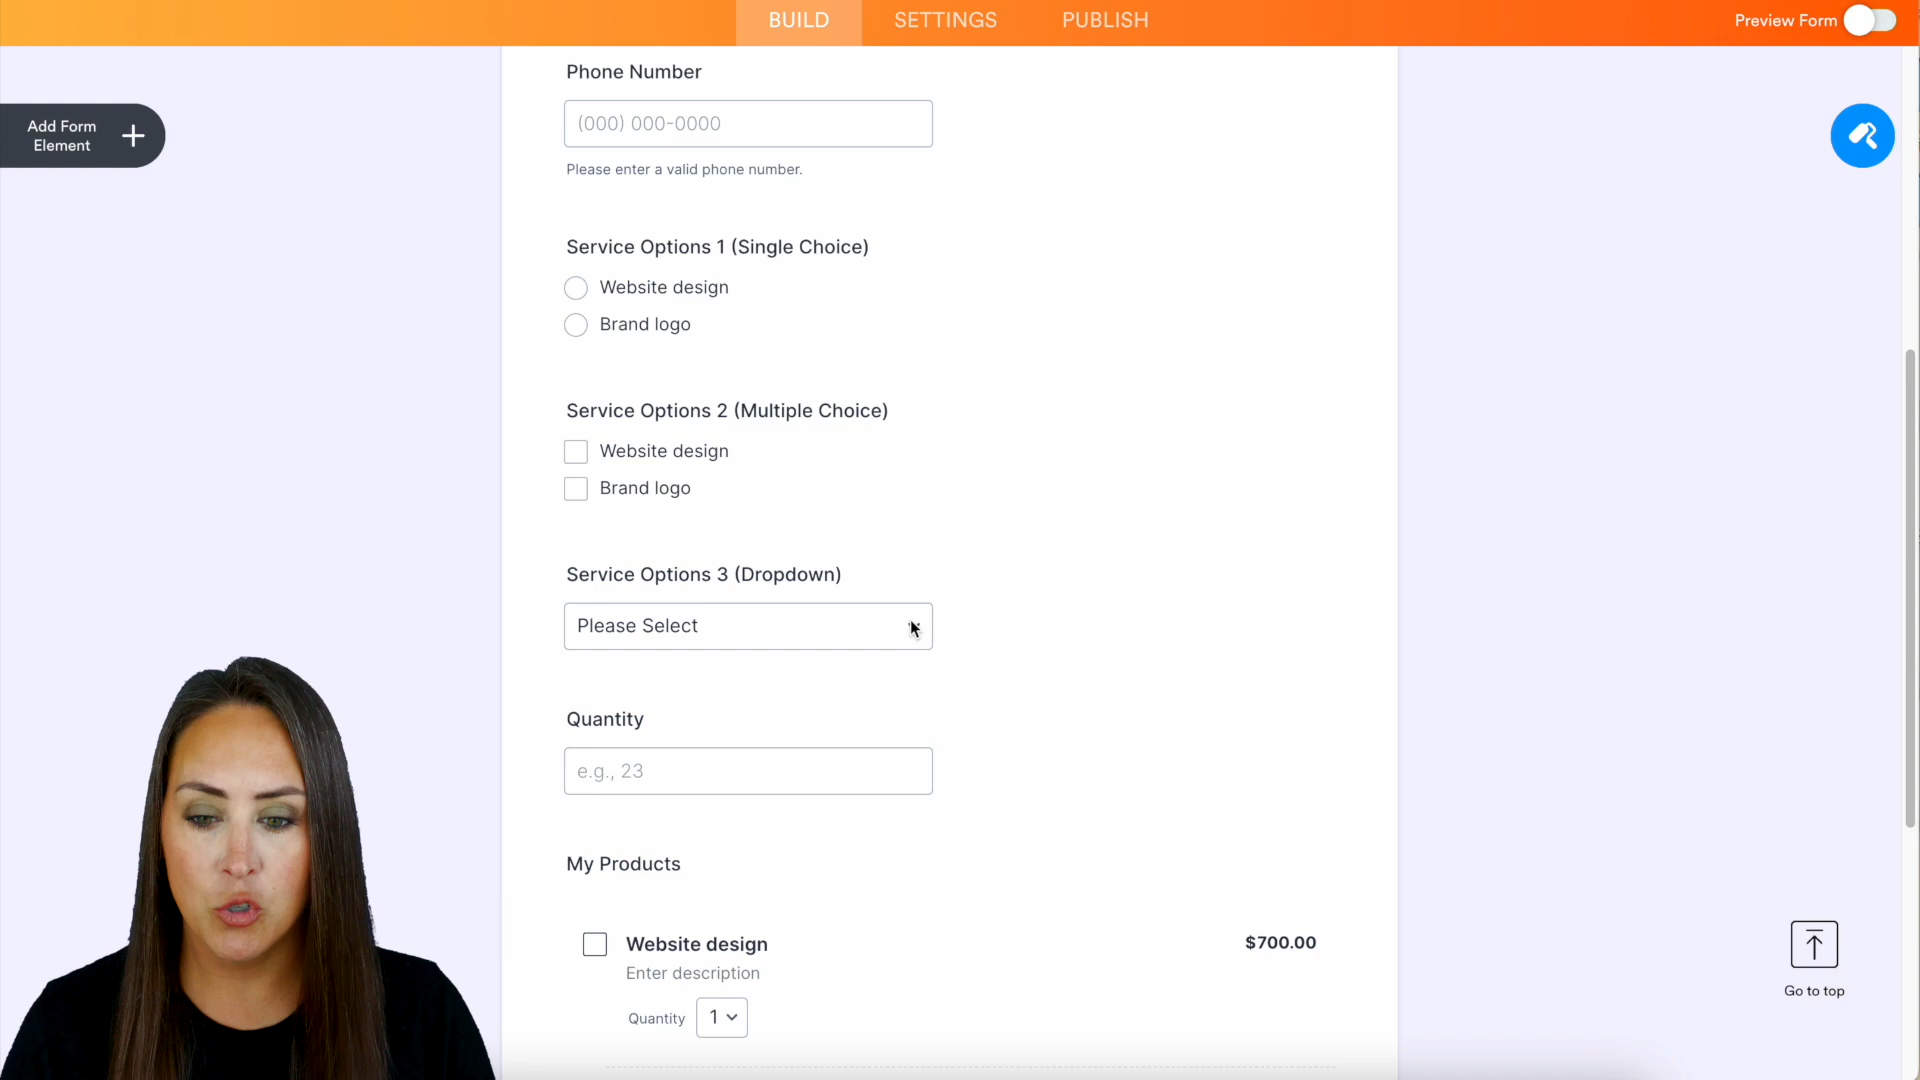 BUILD
SETTINGS
PUBLISH
Preview Form
Add Form
Element
Phone Number
(000) 000-0000
Please enter a valid phone number.
Service Options 1 (Single Choice)
Website design
Brand logo
Service Options 2 (Multiple Choice)
Website design
Brand logo
Service Options 3 (Dropdown)
Please Select
Quantity
e.g., 23
My Products
Website design
$700.00
Enter description
Quantity
1
Go to top